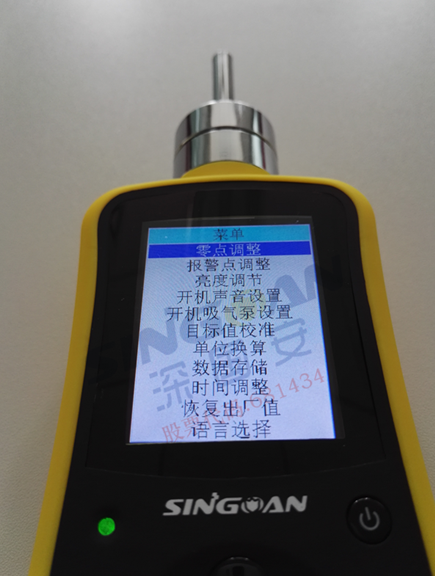 菜单
零点调整
报警点调整
亮度调节
开机声音设置
开机吸气泵设置
目标值校准
单位换算
数据存储
时间调整
恢复出厂值
语言选择
SINGOAN